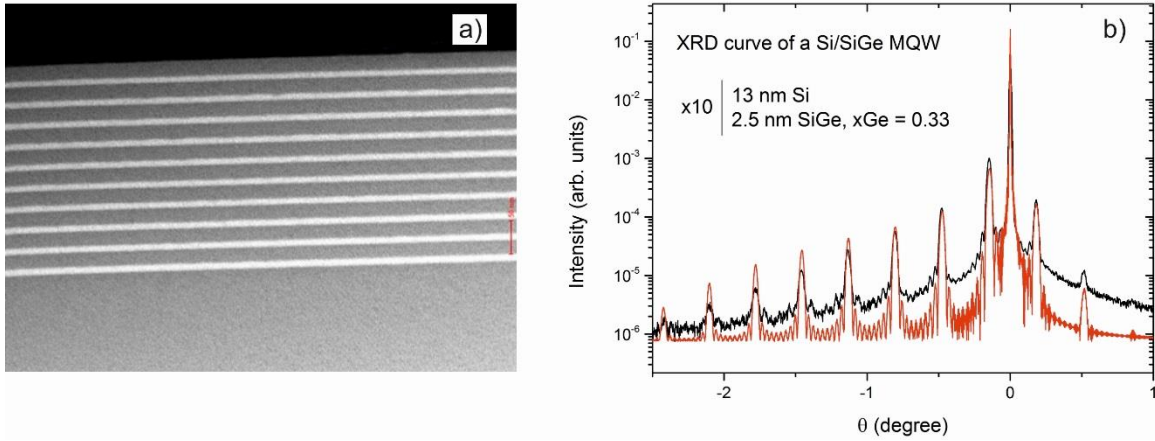 a)
b)
XRD curve of a Si/SiGe MQW
x10
13 nm Si
2.5 nm SiGe, xGe = 0.33
Intensity (arb. units)
10⁻¹
10⁻²
10⁻³
10⁻⁴
10⁻⁵
10⁻⁶
-2
-1
0
1
θ (degree)